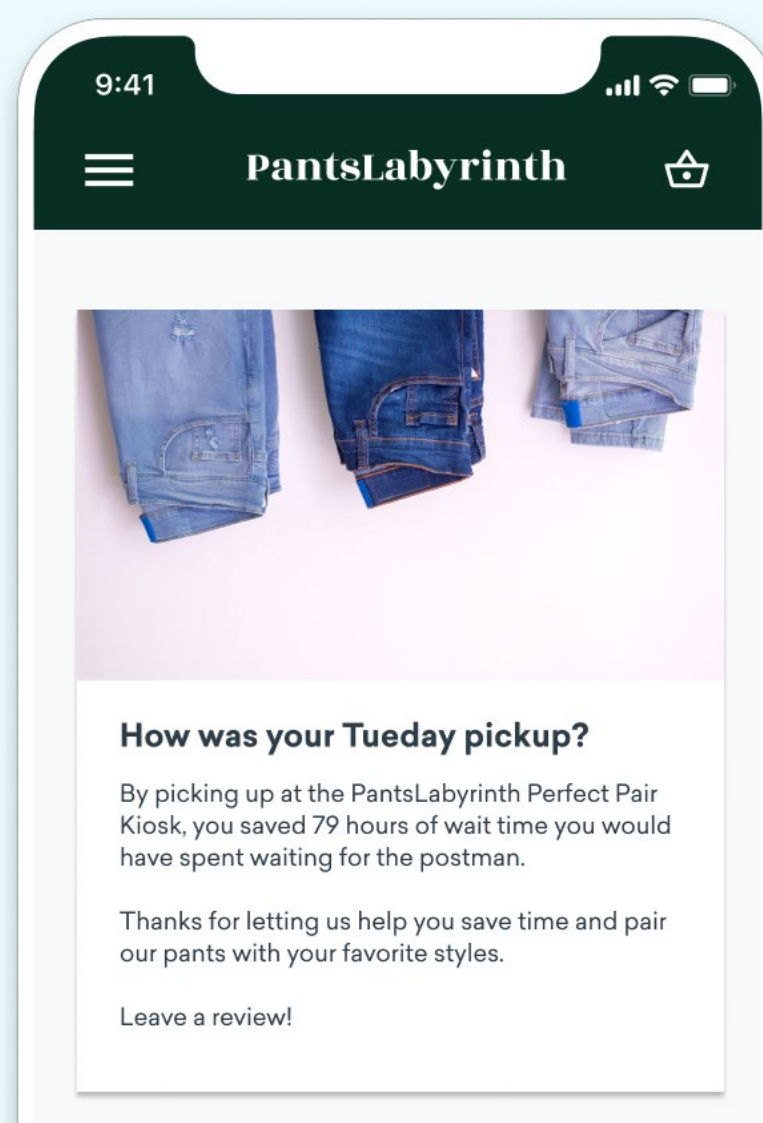 9:41
PantsLabyrinth
How was your Tueday pickup?
By picking up at the PantsLabyrinth Perfect Pair
Kiosk, you saved 79 hours of wait time you would
have spent waiting for the postman.
Thanks for letting us help you save time and pair
our pants with your favorite styles.
Leave a review!